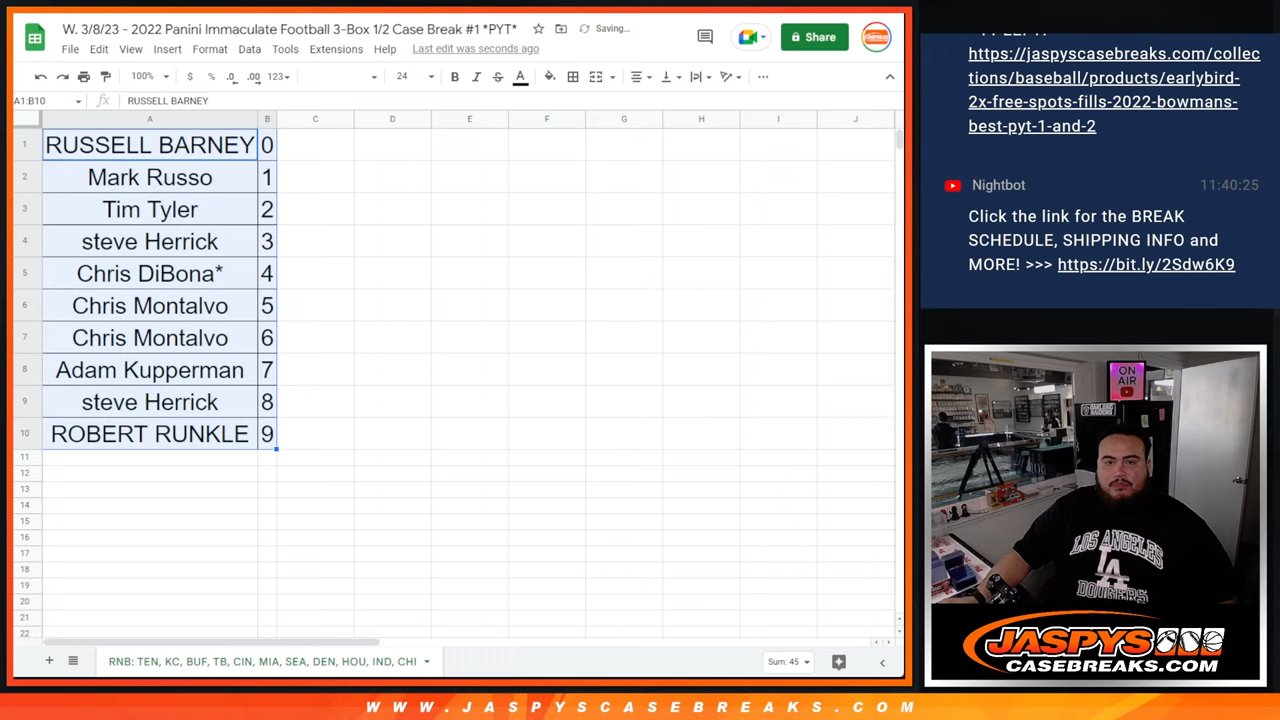 W. 3/8/23 - 2022 Panini Immaculate Football 3-Box 1/2 Case Break #1 *PYT*
Saving...
File Edit View Insert Format Data Tools Extensions Help Last edit was seconds ago
Share
100% $ % .0 .00 123 24 B I S A
A1:B10 fx RUSSELL BARNEY
A B C D E F G H I J
1 RUSSELL BARNEY 0
2 Mark Russo 1
3 Tim Tyler 2
4 steve Herrick 3
5 Chris DiBona* 4
6 Chris Montalvo 5
7 Chris Montalvo 6
8 Adam Kupperman 7
9 steve Herrick 8
10 ROBERT RUNKLE 9
11
12
13
14
15
16
17
18
19
20
21
22
RNB: TEN, KC, BUF, TB, CIN, MIA, SEA, DEN, HOU, IND, CHI
Sum: 45
https://jaspyscasebreaks.com/collec
tions/baseball/products/earlybird-
2x-free-spots-fills-2022-bowmans-
best-pyt-1-and-2
Nightbot 11:40:25
Click the link for the BREAK
SCHEDULE, SHIPPING INFO and
MORE! >>> https://bit.ly/2Sdw6K9
ON
AIR
LOS ANGELES
LA
DODGERS
JASPYS
CASEBREAKS.COM
WWW.JASPYSCASEBREAKS.COM